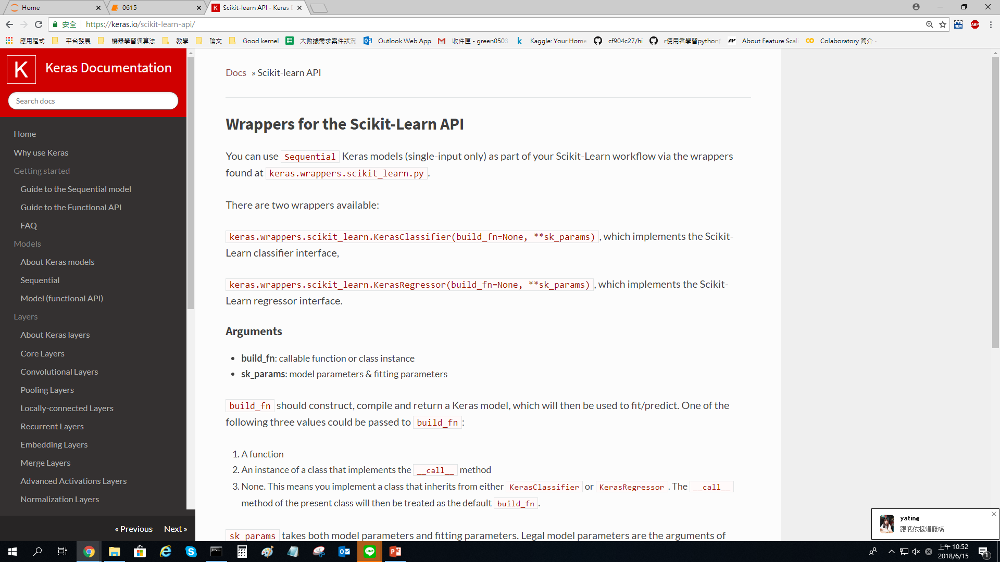 Home
0615
Scikit-learn API - Keras D
安全
https://keras.io/scikit-learn-api/
應用程式
平台發展
機器學習演算法
教學
論文
Good kernel
大數據需求案件狀況
Outlook Web App
收件匣 - green0503
Kaggle: Your Home
cf904c27/hi
r使用者學習python
About Feature Scali
Colaboratory 簡介 -
NEW
ABP
K
Keras Documentation
Search docs
Home
Why use Keras
Getting started
Guide to the Sequential model
Guide to the Functional API
FAQ
Models
About Keras models
Sequential
Model (functional API)
Layers
About Keras layers
Core Layers
Convolutional Layers
Pooling Layers
Locally-connected Layers
Recurrent Layers
Embedding Layers
Merge Layers
Advanced Activations Layers
Normalization Layers
« Previous
Next »
Docs » Scikit-learn API
Wrappers for the Scikit-Learn API
You can use Sequential Keras models (single-input only) as part of your Scikit-Learn workflow via the wrappers
found at keras.wrappers.scikit_learn.py.
There are two wrappers available:
keras.wrappers.scikit_learn.KerasClassifier(build_fn=None, **sk_params), which implements the Scikit-
Learn classifier interface,
keras.wrappers.scikit_learn.KerasRegressor(build_fn=None, **sk_params), which implements the Scikit-
Learn regressor interface.
Arguments
• build_fn: callable function or class instance
• sk_params: model parameters & fitting parameters
build_fn should construct, compile and return a Keras model, which will then be used to fit/predict. One of the
following three values could be passed to build_fn:
1. A function
2. An instance of a class that implements the __call__ method
3. None. This means you implement a class that inherits from either KerasClassifier or KerasRegressor. The __call__
method of the present class will then be treated as the default build_fn.
sk_params takes both model parameters and fitting parameters. Legal model parameters are the arguments of
yating
跟我依樣爆發嗎
上午 10:52
2018/6/15
1